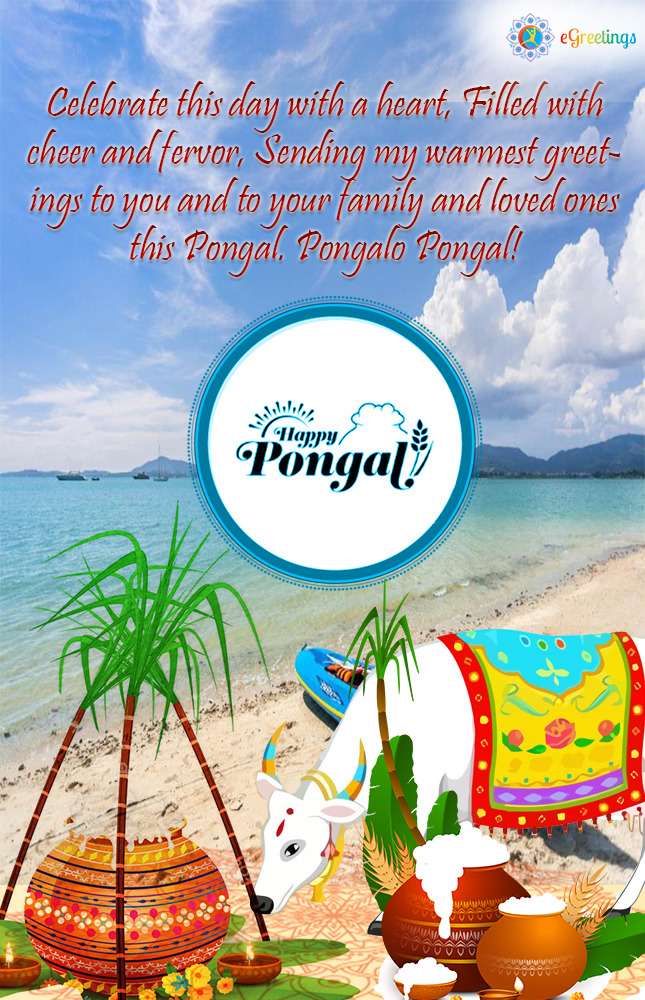 eGreetings
Celebrate this day with a heart, Filled with
cheer and fervor, Sending my warmest greet-
ings to you and to your family and loved ones
this Pongal. Pongalo Pongal!
Happy
Pongal!